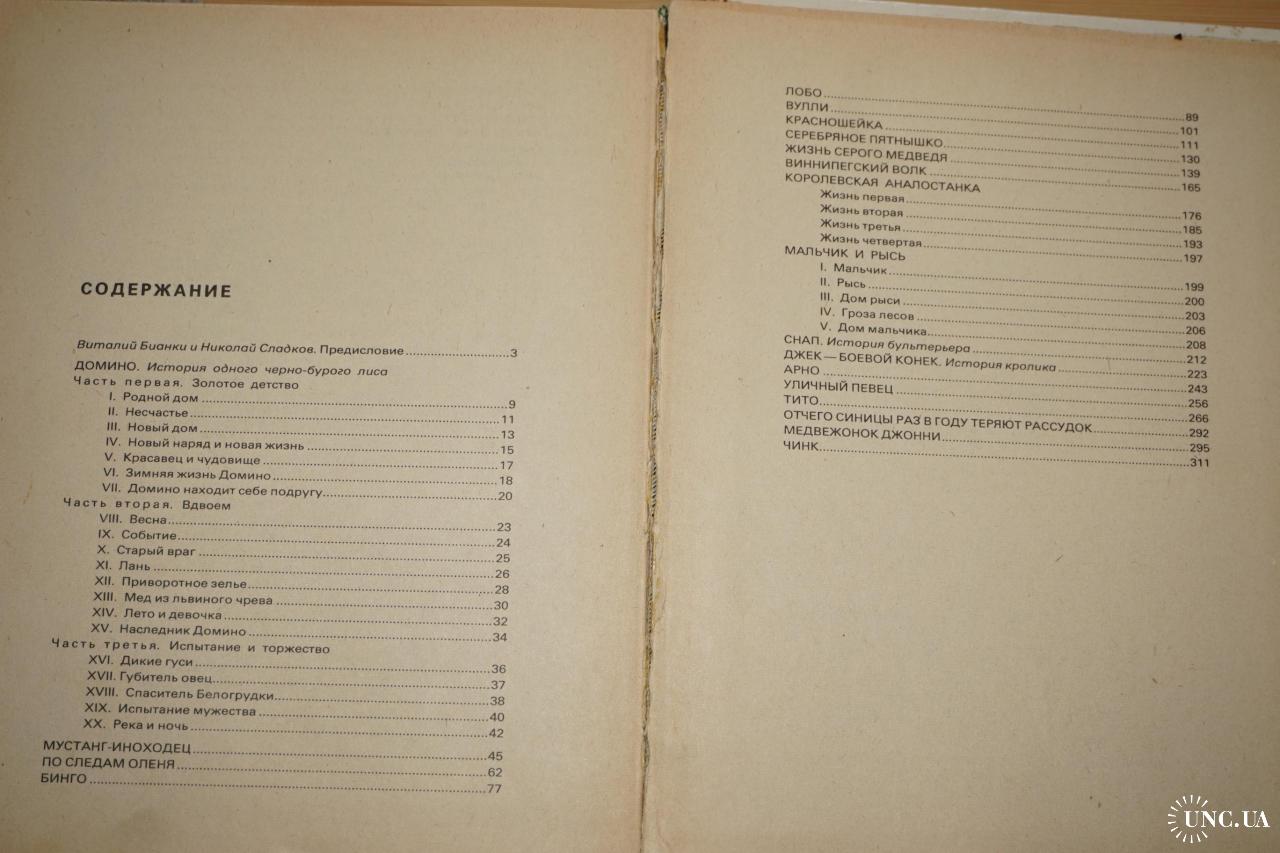 СОДЕРЖАНИЕ
Виталий Бианки и Николай Сладков. Предисловие..........3
ДОМИНО. История одного черно-бурого лиса
Часть первая. Золотое детство
I. Родной дом..........9
II. Несчастье..........11
III. Новый дом..........13
IV. Новый наряд и новая жизнь..........15
V. Красавец и чудовище..........17
VI. Зимняя жизнь Домино..........18
VII. Домино находит себе подругу..........20
Часть вторая. Вдвоем
VIII. Весна..........23
IX. Событие..........24
X. Старый враг..........25
XI. Лань..........26
XII. Приворотное зелье..........28
XIII. Мед из львиного чрева..........30
XIV. Лето и девочка..........32
XV. Наследник Домино..........34
Часть третья. Испытание и торжество
XVI. Дикие гуси..........36
XVII. Губитель овец..........37
XVIII. Спаситель Белогрудки..........38
XIX. Испытание мужества..........40
XX. Река и ночь..........42
МУСТАНГ-ИНОХОДЕЦ..........45
ПО СЛЕДАМ ОЛЕНЯ..........62
БИНГО..........77
ЛОБО..........89
ВУЛЛИ..........101
КРАСНОШЕЙКА..........111
СЕРЕБРЯНОЕ ПЯТНЫШКО..........130
ЖИЗНЬ СЕРОГО МЕДВЕДЯ..........139
ВИННИПЕГСКИЙ ВОЛК..........165
КОРОЛЕВСКАЯ АНАЛОСТАНКА
Жизнь первая..........176
Жизнь вторая..........185
Жизнь третья..........193
Жизнь четвертая..........197
МАЛЬЧИК И РЫСЬ
I. Мальчик..........199
II. Рысь..........200
III. Дом рыси..........203
IV. Гроза лесов..........206
V. Дом мальчика..........208
СНАП. История бультерьера..........212
ДЖЕК — БОЕВОЙ КОНЕК. История кролика..........223
АРНО..........243
УЛИЧНЫЙ ПЕВЕЦ..........256
ТИТО..........266
ОТЧЕГО СИНИЦЫ РАЗ В ГОДУ ТЕРЯЮТ РАССУДОК..........292
МЕДВЕЖОНОК ДЖОННИ..........295
ЧИНК..........311
UNC.UA